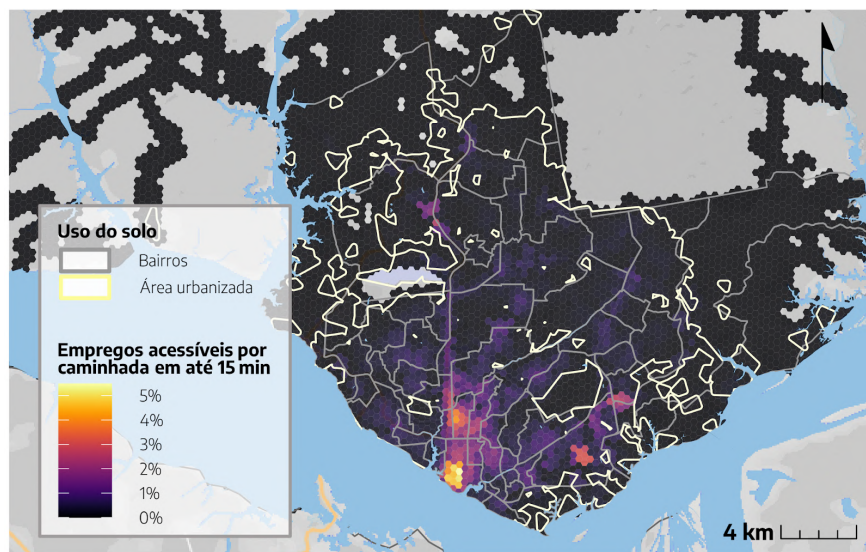 Uso do solo
Bairros
Área urbanizada
Empregos acessíveis por
caminhada em até 15 min
5%
4%
3%
2%
1%
0%
4 km